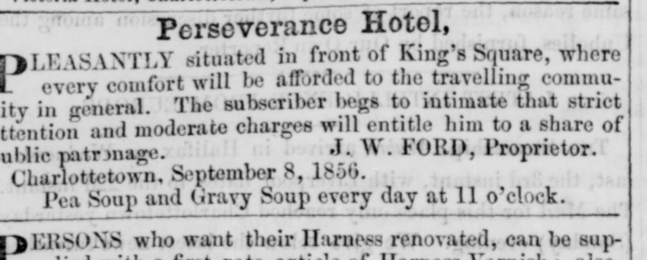 Perseverance Hotel,
PLEASANTLY situated in front of King's Square, where
every comfort will be afforded to the travelling commu-
ity in general. The subscriber begs to intimate that strict
ttention and moderate charges will entitle him to a share of
ublic patronage. W. FORD, Proprietor.
Charlottetown, September 8, 1856.
Pea Soup and Gravy Soup every day at 11 o'clock.
PERSONS who want their Harness renovated, can be sup-